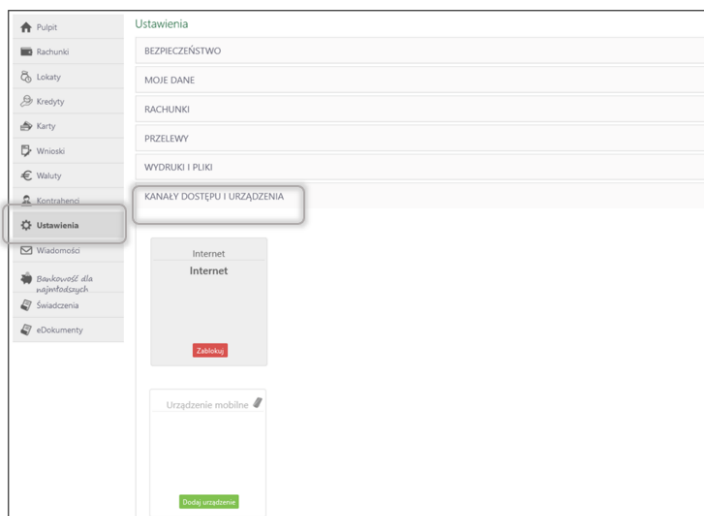 Pulpit
Rachunki
Lokaty
Kredyty
Karty
Wnioski
Waluty
Kontrahenci
Ustawienia
Wiadomości
Bankowość dla
najmłodszych
Świadczenia
eDokumenty
Ustawienia
BEZPIECZEŃSTWO
MOJE DANE
RACHUNKI
PRZELEWY
WYDRUKI I PLIKI
KANAŁY DOSTĘPU I URZĄDZENIA
Internet
Internet
Zablokuj
Urządzenie mobilne
Dodaj urządzenie